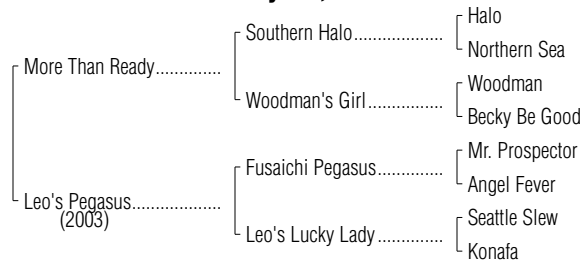 Halo
Southern Halo..................
Northern Sea
More Than Ready..............
Woodman
Woodman's Girl...............
Becky Be Good
Mr. Prospector
Fusaichi Pegasus..............
Angel Fever
Leo's Pegasus..................
(2003)
Seattle Slew
Leo's Lucky Lady..............
Konafa